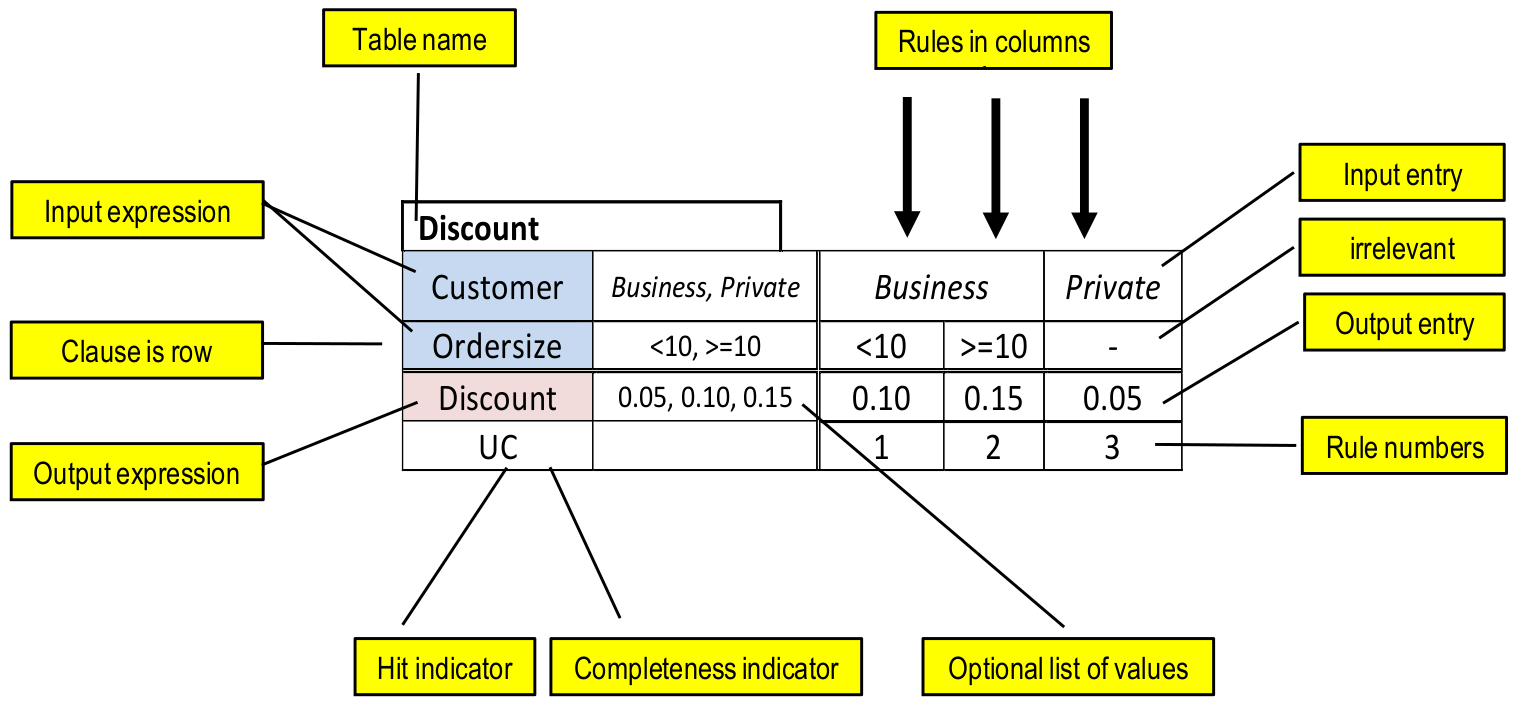 Table name
Rules in columns
Input expression
Input entry
irrelevant
Discount
Customer Business, Private Business Private
Clause is row
Ordersize <10, >=10 <10 >=10 -
Output entry
Discount 0.05, 0.10, 0.15 0.10 0.15 0.05
Output expression
UC 1 2 3
Rule numbers
Hit indicator
Completeness indicator
Optional list of values